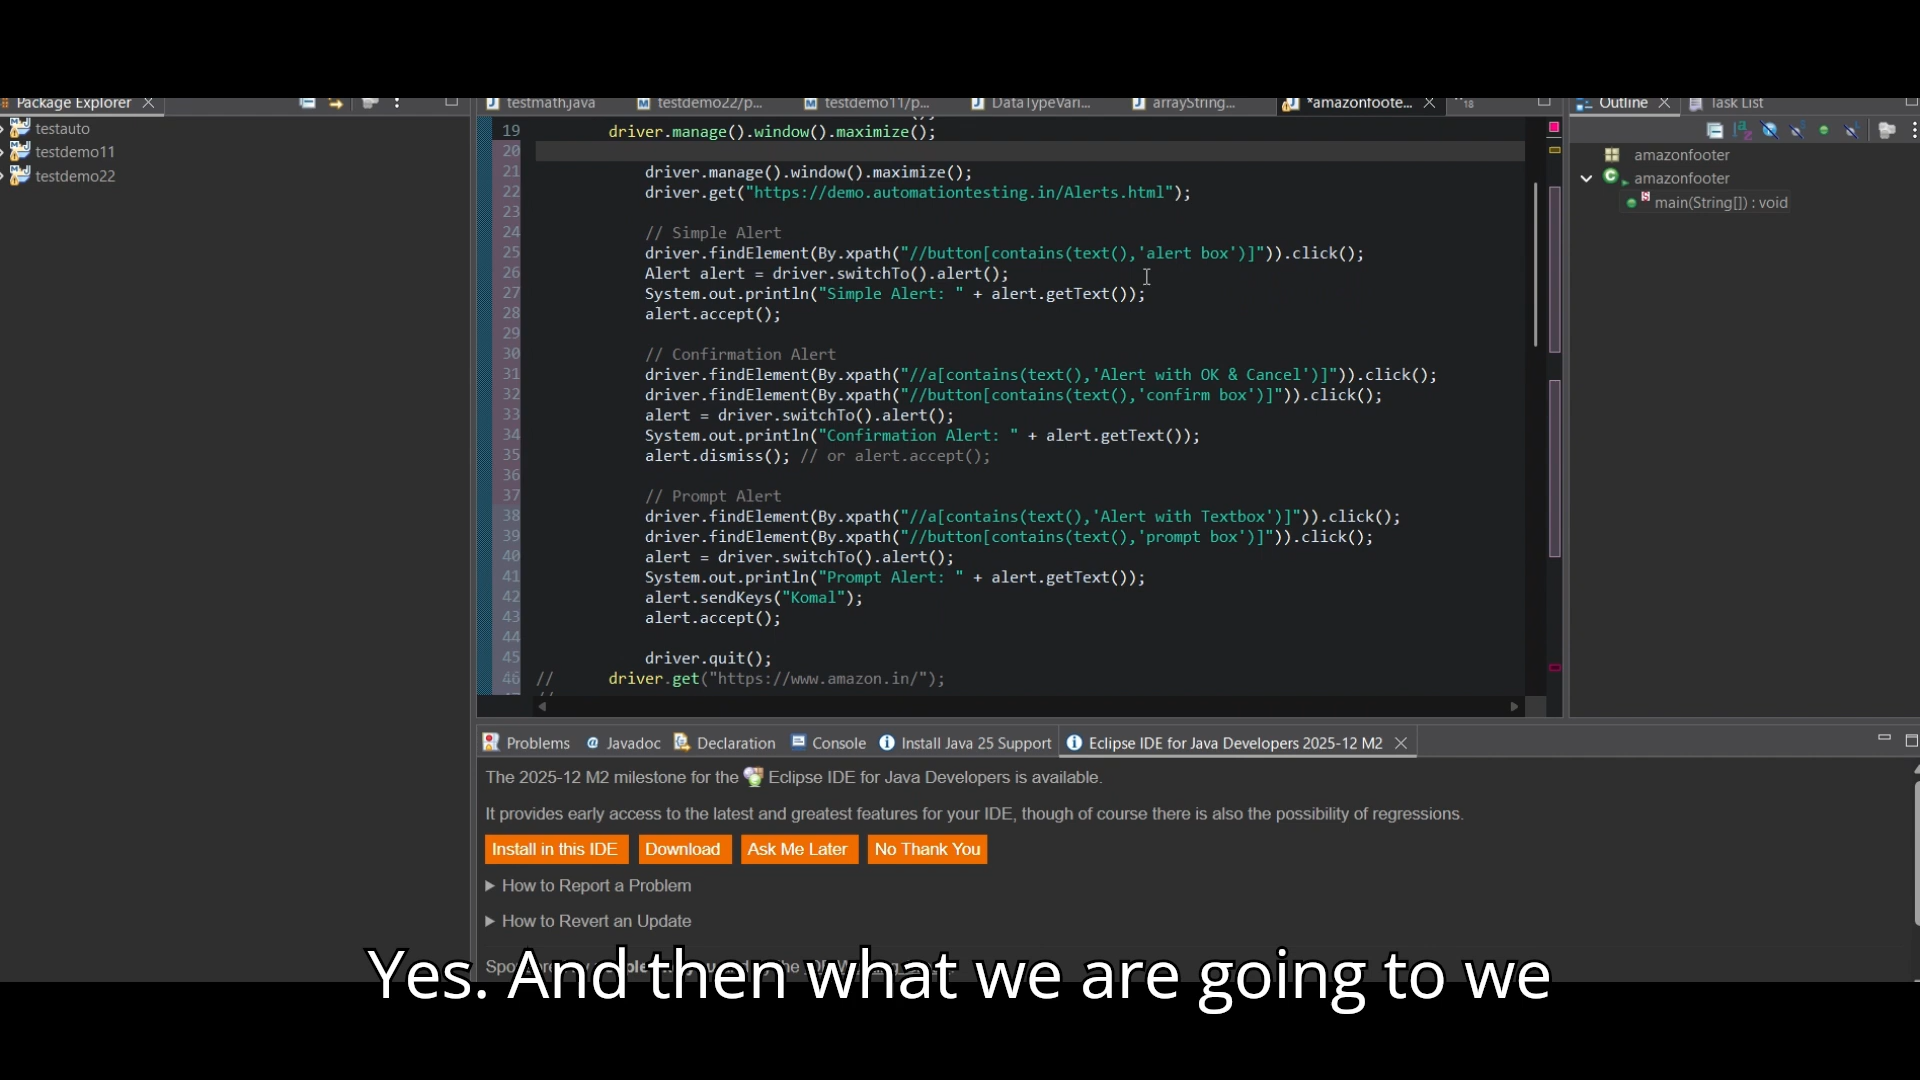 Package Explorer
testauto
testdemo11
testdemo22
testmath.java
testdemo22/p...
testdemo11/p...
DataTypeVari...
arrayString...
*amazonfoote...
18
19 driver.manage().window().maximize();
20
21 driver.manage().window().maximize();
22 driver.get("https://demo.automationtesting.in/Alerts.html");
23
24 // Simple Alert
25 driver.findElement(By.xpath("//button[contains(text(),'alert box')]")).click();
26 Alert alert = driver.switchTo().alert();
27 System.out.println("Simple Alert: " + alert.getText());
28 alert.accept();
29
30 // Confirmation Alert
31 driver.findElement(By.xpath("//a[contains(text(),'Alert with OK & Cancel')]")).click();
32 driver.findElement(By.xpath("//button[contains(text(),'confirm box')]")).click();
33 alert = driver.switchTo().alert();
34 System.out.println("Confirmation Alert: " + alert.getText());
35 alert.dismiss(); // or alert.accept();
36
37 // Prompt Alert
38 driver.findElement(By.xpath("//a[contains(text(),'Alert with Textbox')]")).click();
39 driver.findElement(By.xpath("//button[contains(text(),'prompt box')]")).click();
40 alert = driver.switchTo().alert();
41 System.out.println("Prompt Alert: " + alert.getText());
42 alert.sendKeys("Komal");
43 alert.accept();
44
45 driver.quit();
46 // driver.get("https://www.amazon.in/");
//
Outline
Task List
amazonfooter
amazonfooter
main(String[]) : void
Problems
Javadoc
Declaration
Console
Install Java 25 Support
Eclipse IDE for Java Developers 2025-12 M2
The 2025-12 M2 milestone for the Eclipse IDE for Java Developers is available.
It provides early access to the latest and greatest features for your IDE, though of course there is also the possibility of regressions.
Install in this IDE
Download
Ask Me Later
No Thank You
How to Report a Problem
How to Revert an Update
Yes. And then what we are going to we